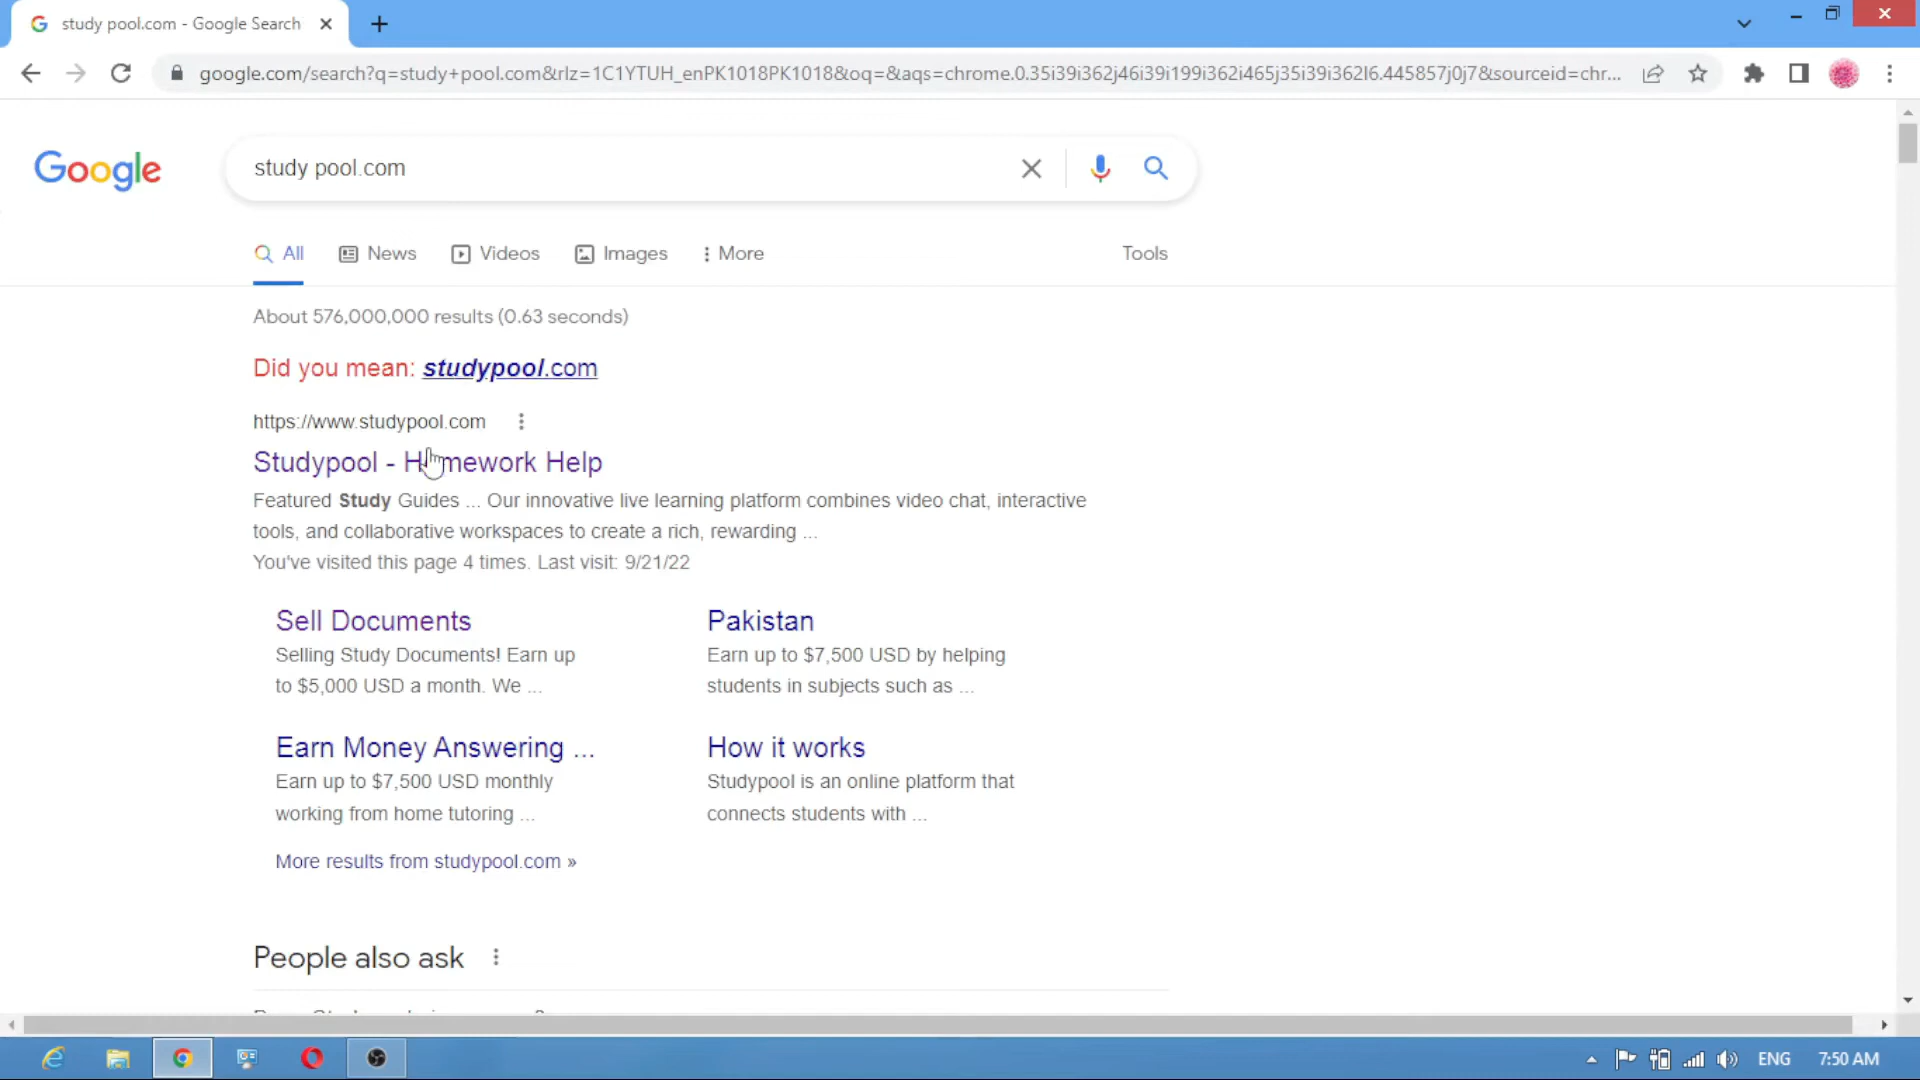 study pool.com - Google Search
google.com/search?q=study+pool.com&rlz=1C1YTUH_enPK1018PK1018&oq=&aqs=chrome.0.35i39i362j46i39i199i362i465j35i39i362l6.445857j0j7&sourceid=chr...
Google
study pool.com
All News Videos Images More Tools
About 576,000,000 results (0.63 seconds)
Did you mean: studypool.com
https://www.studypool.com
Studypool - Homework Help
Featured Study Guides ... Our innovative live learning platform combines video chat, interactive
tools, and collaborative workspaces to create a rich, rewarding ...
You've visited this page 4 times. Last visit: 9/21/22
Sell Documents
Selling Study Documents! Earn up
to $5,000 USD a month. We ...
Pakistan
Earn up to $7,500 USD by helping
students in subjects such as ...
Earn Money Answering ...
Earn up to $7,500 USD monthly
working from home tutoring ...
How it works
Studypool is an online platform that
connects students with ...
More results from studypool.com »
People also ask
ENG 7:50 AM